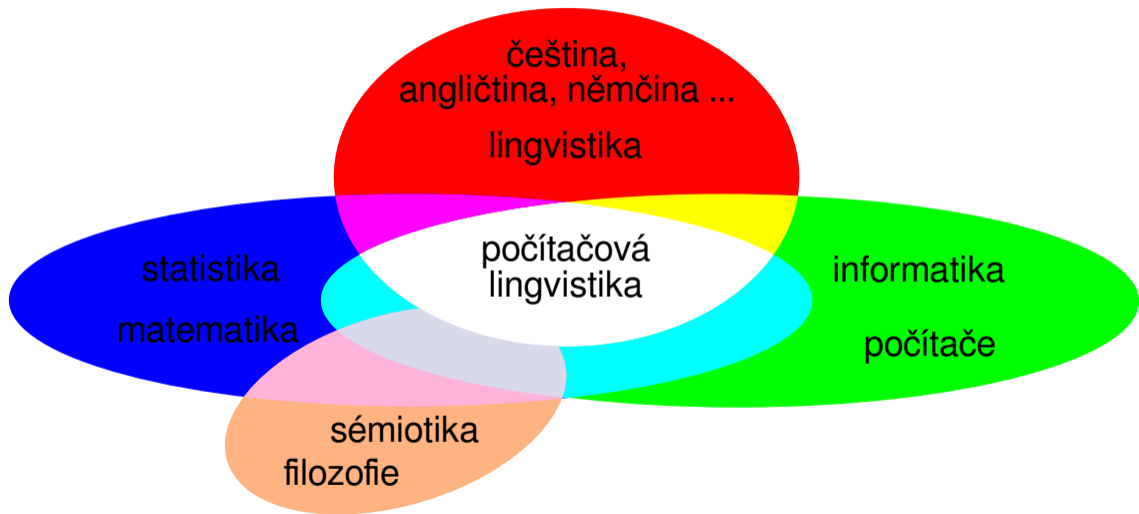 čeština,
angličtina, němčina ...
lingvistika
počítačová
lingvistika
statistika
matematika
informatika
počítače
sémiotika
filozofie